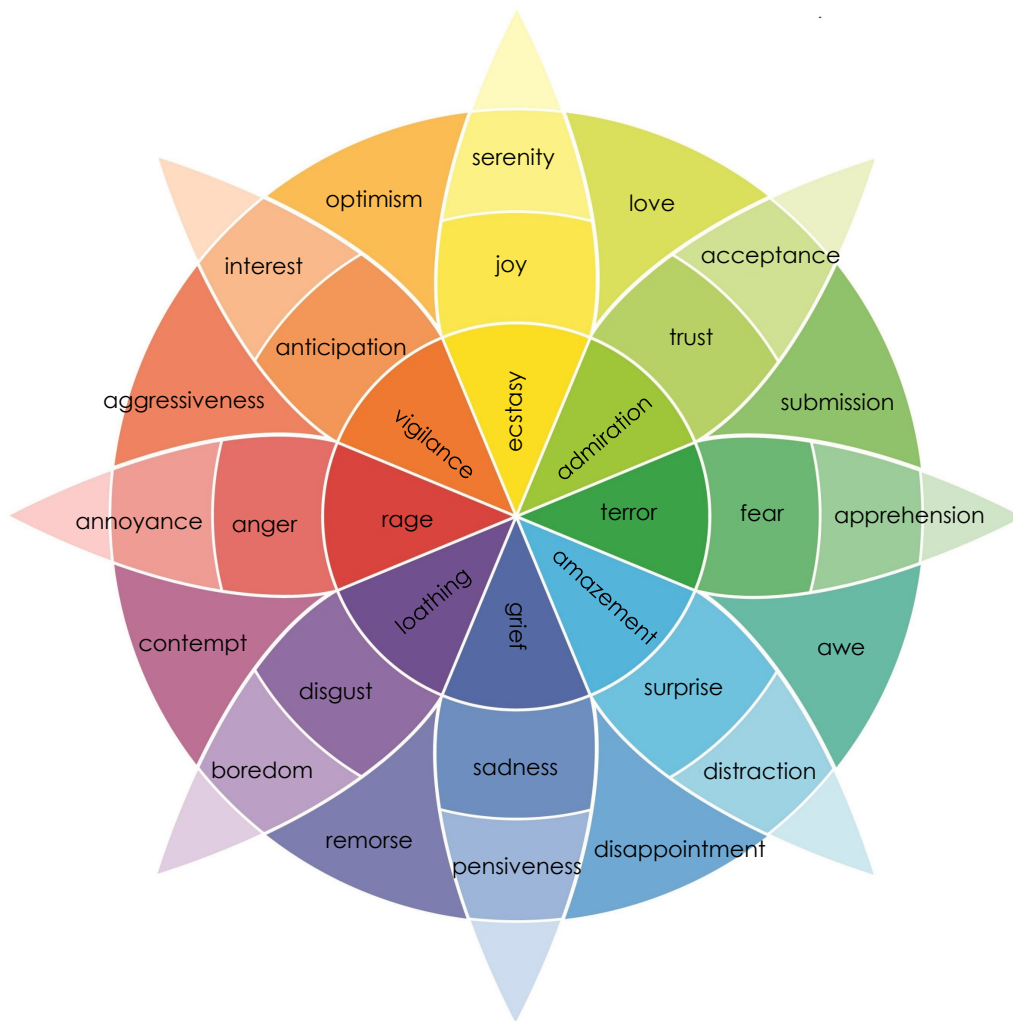 serenity
optimism
love
acceptance
interest
joy
trust
anticipation
ecstasy
aggressiveness
submission
vigilance
admiration
annoyance
anger
rage
terror
fear
apprehension
loathing
grief
amazement
contempt
awe
disgust
surprise
boredom
sadness
distraction
remorse
pensiveness
disappointment